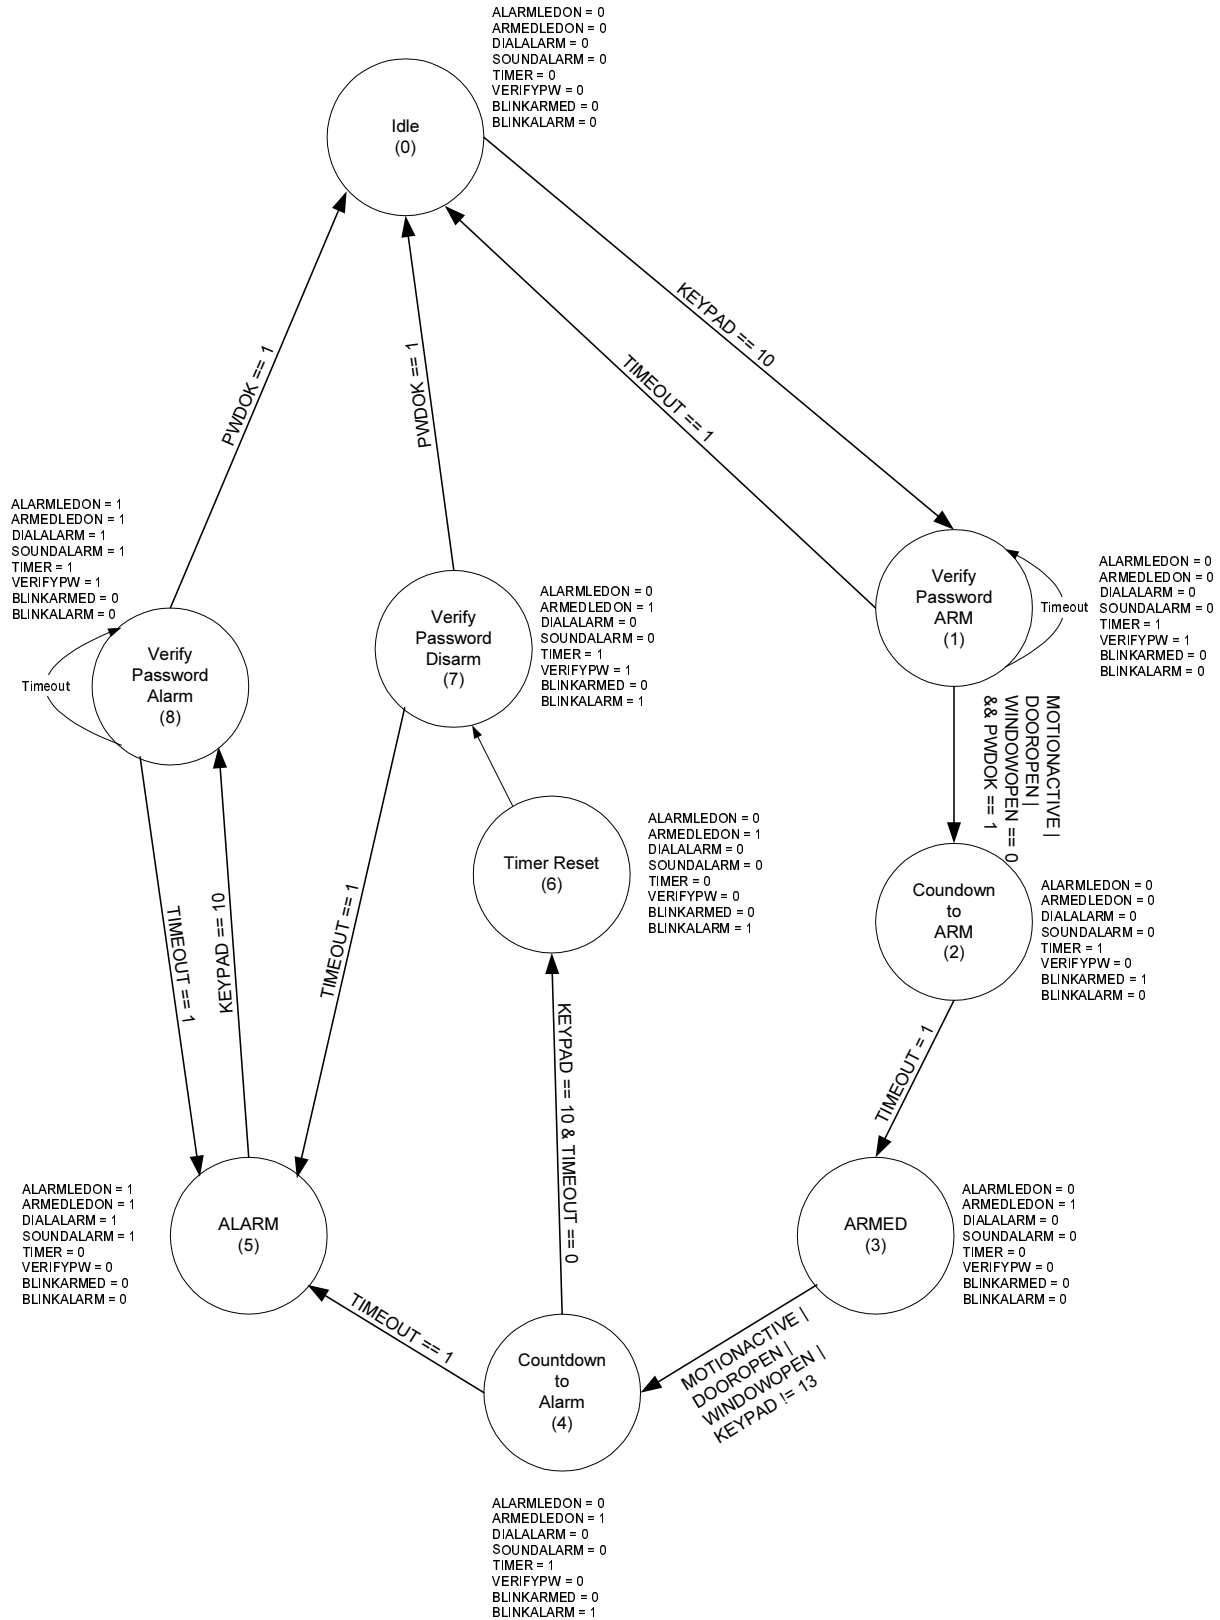 ALARMLEDON = 0
ARMEDLEDON = 0
DIALALARM = 0
SOUNDALARM = 0
TIMER = 0
VERIFYPW = 0
BLINKARMED = 0
BLINKALARM = 0
Idle
(0)
KEYPAD == 10
TIMEOUT == 1
PWDOK == 1
PWDOK == 1
ALARMLEDON = 1
ARMEDLEDON = 1
DIALALARM = 1
SOUNDALARM = 1
TIMER = 1
VERIFYPW = 1
BLINKARMED = 0
BLINKALARM = 0
Verify
Password
Alarm
(8)
Timeout
Verify
Password
Disarm
(7)
ALARMLEDON = 0
ARMEDLEDON = 1
DIALALARM = 0
SOUNDALARM = 0
TIMER = 1
VERIFYPW = 1
BLINKARMED = 0
BLINKALARM = 1
Verify
Password
ARM
(1)
Timeout
ALARMLEDON = 0
ARMEDLEDON = 0
DIALALARM = 0
SOUNDALARM = 0
TIMER = 1
VERIFYPW = 1
BLINKARMED = 0
BLINKALARM = 0
MOTIONACTIVE |
DOOROPEN |
WINDOWOPEN == 0
&& PWDOK == 1
Timer Reset
(6)
ALARMLEDON = 0
ARMEDLEDON = 1
DIALALARM = 0
SOUNDALARM = 0
TIMER = 0
VERIFYPW = 0
BLINKARMED = 0
BLINKALARM = 1
Coundown
to
ARM
(2)
ALARMLEDON = 0
ARMEDLEDON = 0
DIALALARM = 0
SOUNDALARM = 0
TIMER = 1
VERIFYPW = 0
BLINKARMED = 1
BLINKALARM = 0
TIMEOUT == 1
KEYPAD == 10
TIMEOUT == 1
KEYPAD == 10 & TIMEOUT == 0
TIMEOUT = 1
ALARMLEDON = 1
ARMEDLEDON = 1
DIALALARM = 1
SOUNDALARM = 1
TIMER = 0
VERIFYPW = 0
BLINKARMED = 0
BLINKALARM = 0
ALARM
(5)
ARMED
(3)
ALARMLEDON = 0
ARMEDLEDON = 1
DIALALARM = 0
SOUNDALARM = 0
TIMER = 0
VERIFYPW = 0
BLINKARMED = 0
BLINKALARM = 0
TIMEOUT == 1
MOTIONACTIVE |
DOOROPEN |
WINDOWOPEN |
KEYPAD != 13
Countdown
to
Alarm
(4)
ALARMLEDON = 0
ARMEDLEDON = 1
DIALALARM = 0
SOUNDALARM = 0
TIMER = 1
VERIFYPW = 0
BLINKARMED = 0
BLINKALARM = 1